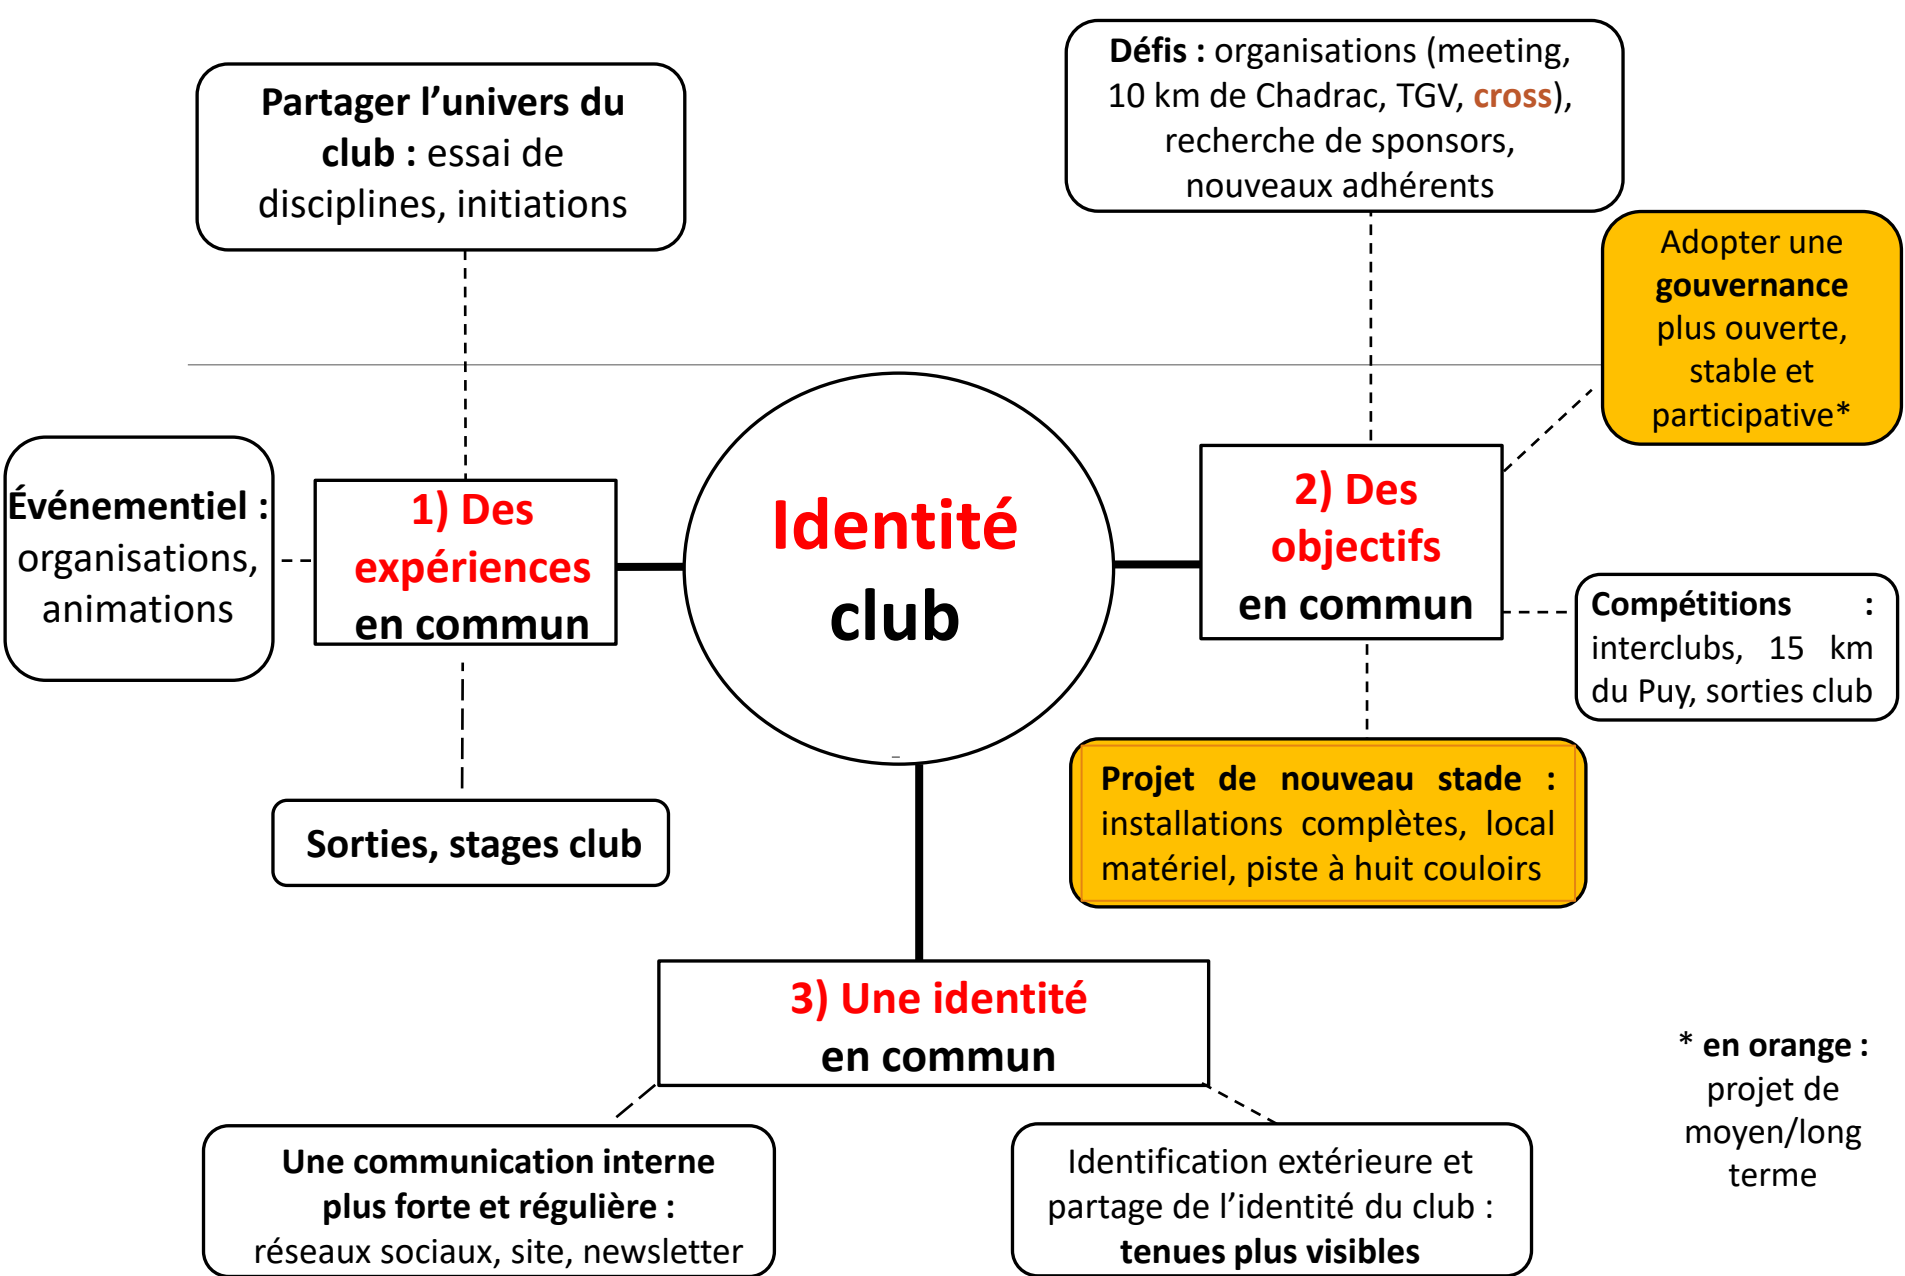 Partager l’univers du
club : essai de
disciplines, initiations
Défis : organisations (meeting,
10 km de Chadrac, TGV, cross),
recherche de sponsors,
nouveaux adhérents
Adopter une
gouvernance
plus ouverte,
stable et
participative*
Événementiel :
organisations,
animations
1) Des
expériences
en commun
Identité
club
2) Des
objectifs
en commun
Compétitions :
interclubs, 15 km
du Puy, sorties club
Sorties, stages club
Projet de nouveau stade :
installations complètes, local
matériel, piste à huit couloirs
3) Une identité
en commun
* en orange :
projet de
moyen/long
terme
Une communication interne
plus forte et régulière :
réseaux sociaux, site, newsletter
Identification extérieure et
partage de l’identité du club :
tenues plus visibles